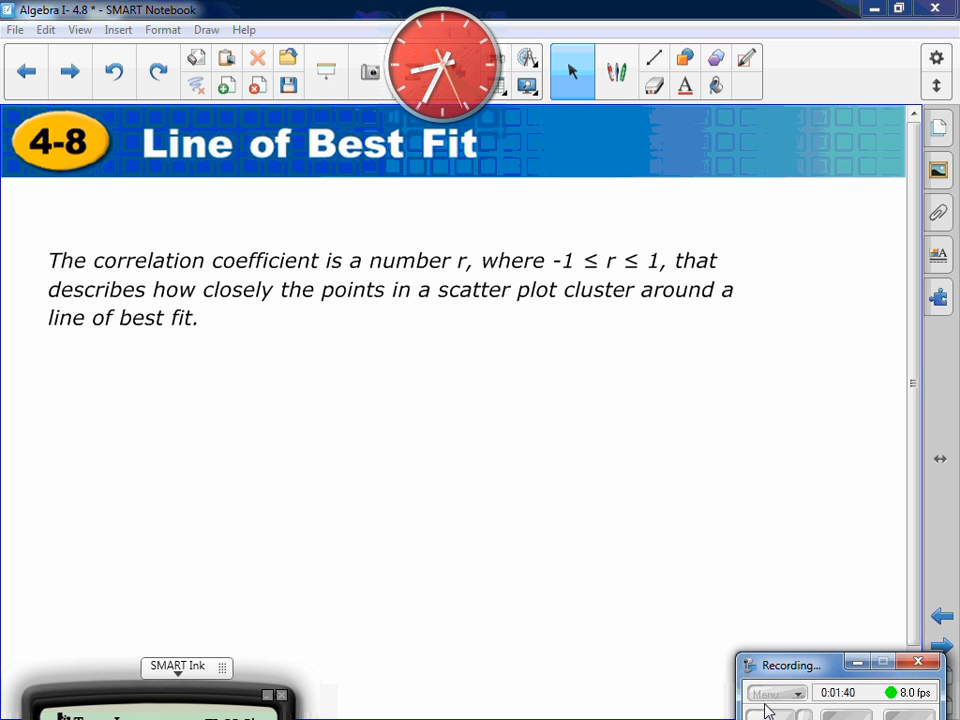 Algebra I- 4.8 * - SMART Notebook
File Edit View Insert Format Draw Help
4-8 Line of Best Fit
The correlation coefficient is a number r, where -1 ≤ r ≤ 1, that
describes how closely the points in a scatter plot cluster around a
line of best fit.
SMART Ink
Recording...
Menu 0:01:40 8.0 fps